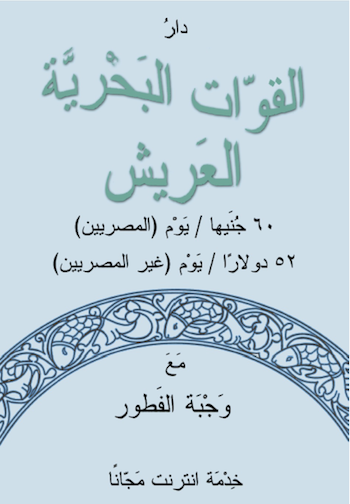 دارُ
القوّات البَحْريَّة
العَريش
٦٠ جُنَيها / يَوْم (المصريين)
٥٢ دولارًا / يَوْم (غير المصريين)
مَعَ
وَجْبَة الفَطور
خِدْمَة انترنت مَجّانًا